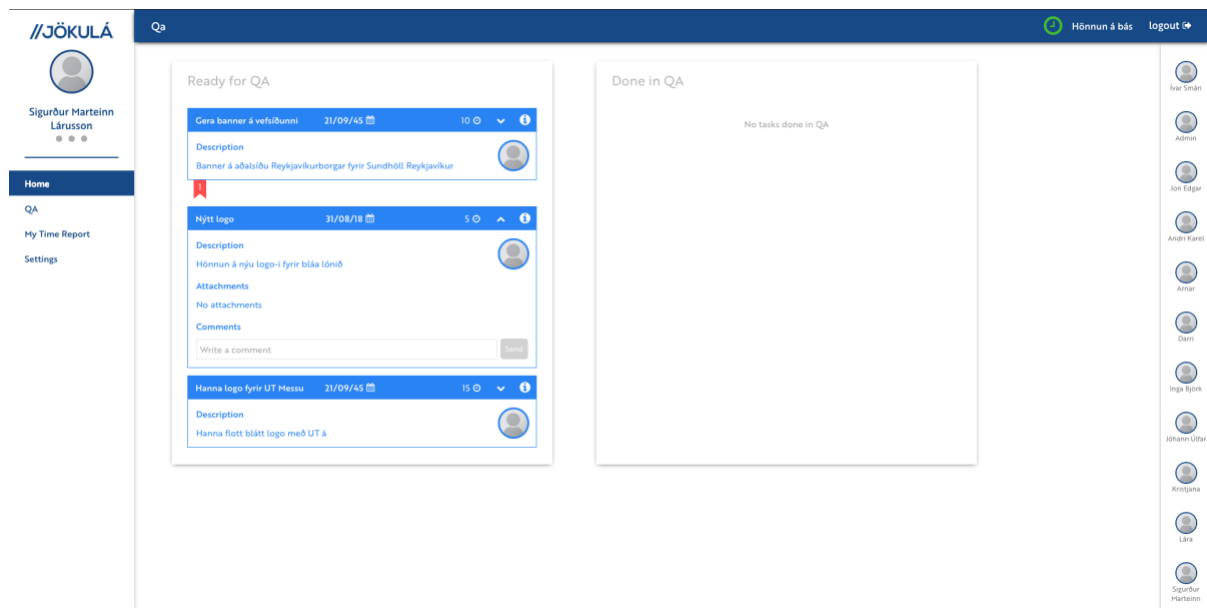 //JÖKULÁ
Sigurður Marteinn
Lárusson
Home
QA
My Time Report
Settings
Qa
Hönnun á bás
logout
Ready for QA
Gera banner á vefsíðunni 21/09/45 10
Description
Banner á aðalsíðu Reykjavíkurborgar fyrir Sundhöll Reykjavíkur
1
Nýtt logo 31/08/18 5
Description
Hönnun á nýu logo-i fyrir bláa lónið
Attachments
No attachments
Comments
Write a comment
Send
Hanna logo fyrir UT Messu 21/09/45 15
Description
Hanna flott blátt logo með UT á
Done in QA
No tasks done in QA
Ívar Smári
Admin
Jon Edgar
Andri Karel
Arnar
Darri
Inga Björk
Jóhann Úlfar
Kristjana
Lára
Sigurður
Marteinn